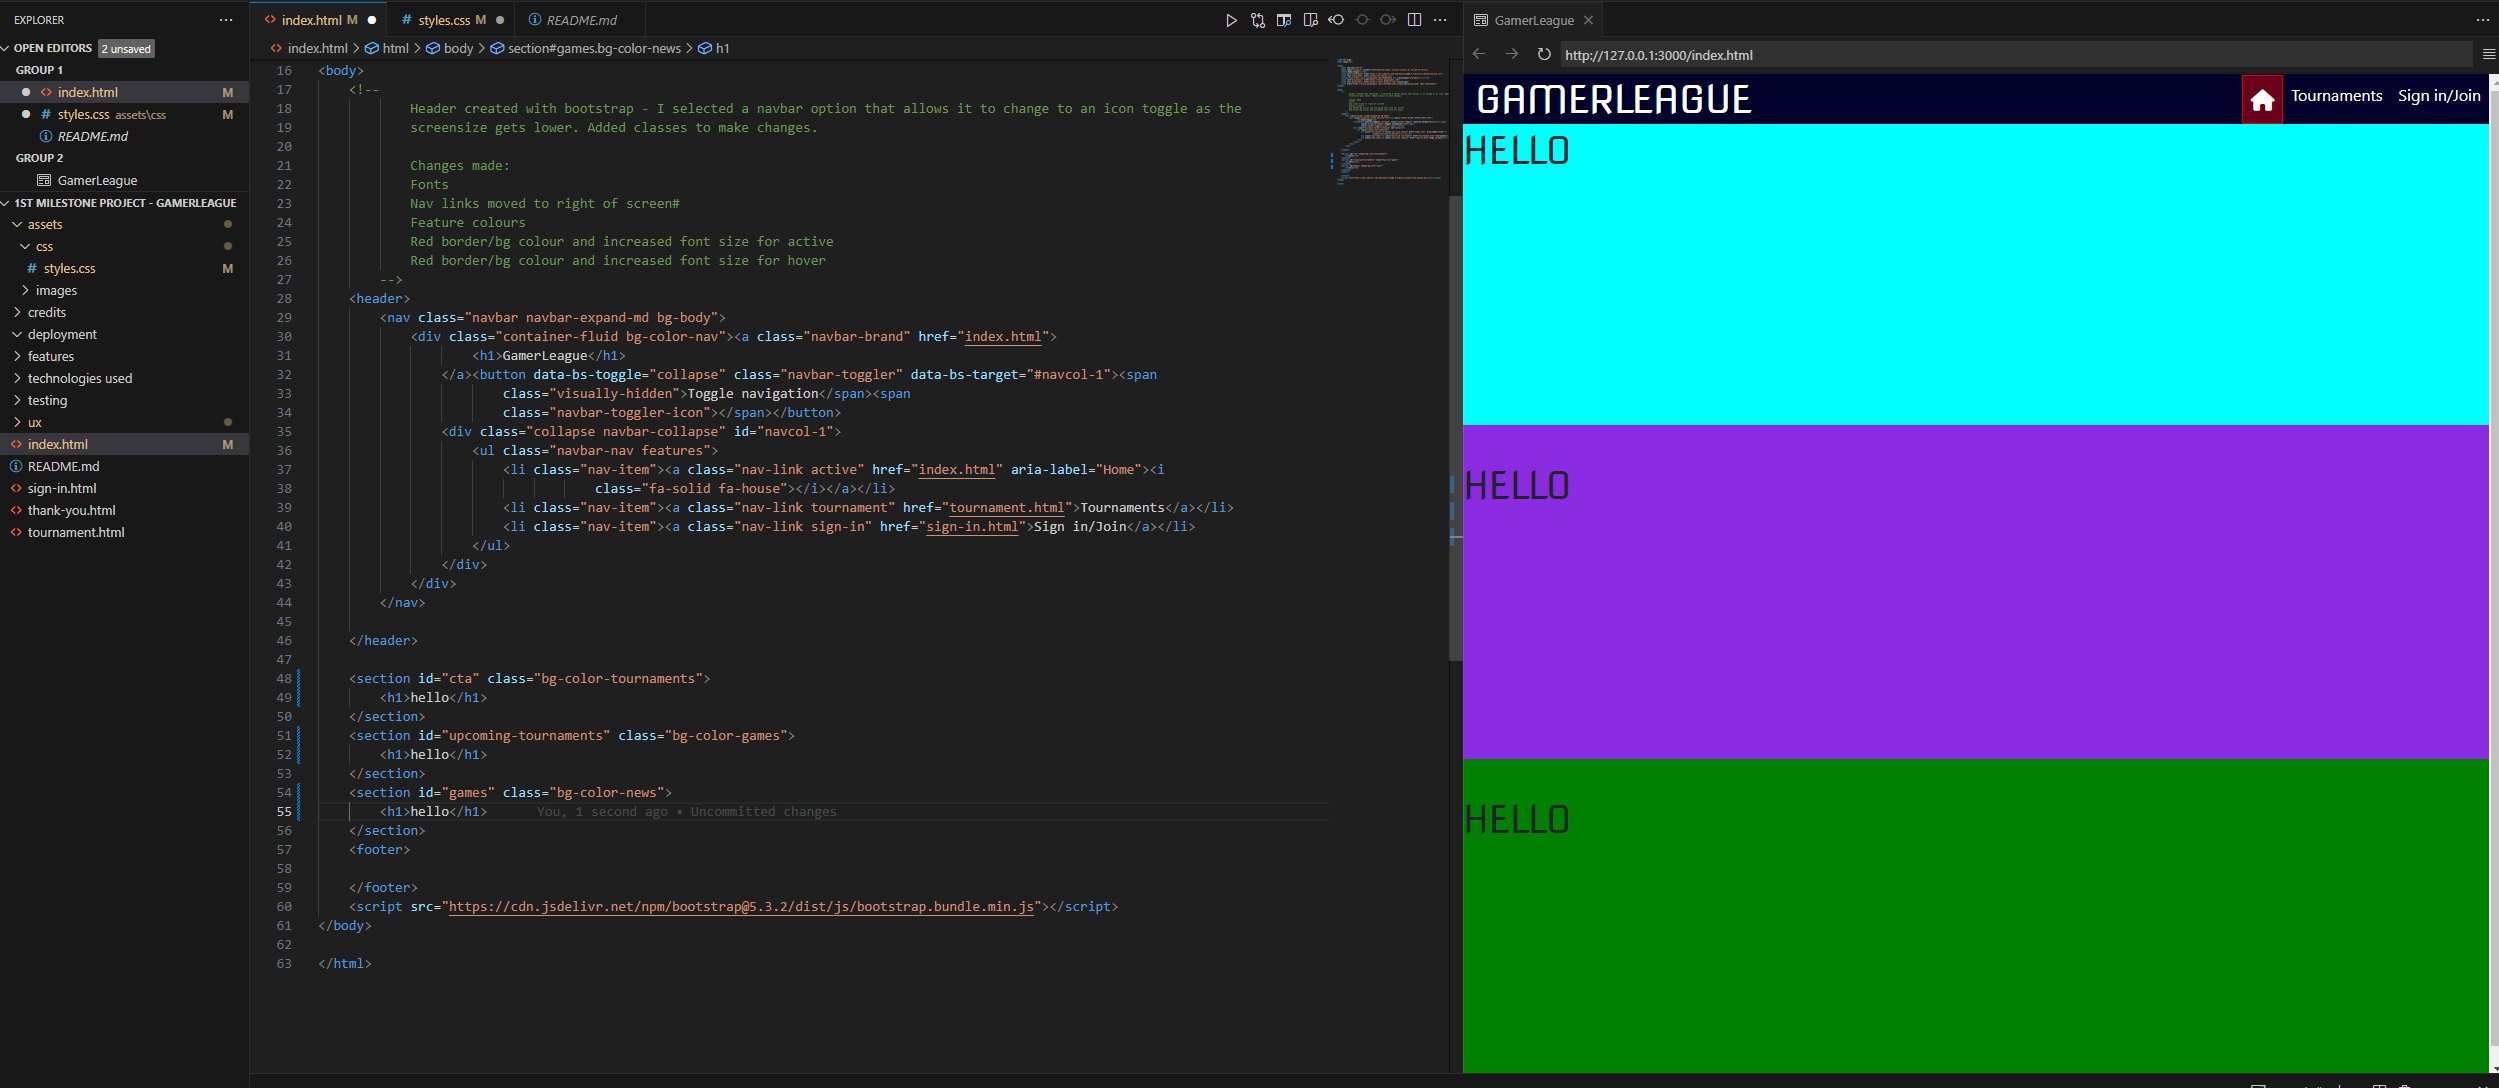 EXPLORER
OPEN EDITORS 2 unsaved
GROUP 1
index.html M
styles.css assets\css M
README.md
GROUP 2
GamerLeague
1ST MILESTONE PROJECT - GAMERLEAGUE
assets
css
styles.css M
images
credits
deployment
features
technologies used
testing
ux
index.html M
README.md
sign-in.html
thank-you.html
tournament.html
index.html M
styles.css M
README.md
index.html > html > body > section#games.bg-color-news > h1
16 <body>
17 <!--
18 Header created with bootstrap - I selected a navbar option that allows it to change to an icon toggle as the
19 screensize gets lower. Added classes to make changes.
20
21 Changes made:
22 Fonts
23 Nav links moved to right of screen#
24 Feature colours
25 Red border/bg colour and increased font size for active
26 Red border/bg colour and increased font size for hover
27 -->
28 <header>
29 <nav class="navbar navbar-expand-md bg-body">
30 <div class="container-fluid bg-color-nav"><a class="navbar-brand" href="index.html">
31 <h1>GamerLeague</h1>
32 </a><button data-bs-toggle="collapse" class="navbar-toggler" data-bs-target="#navcol-1"><span
33 class="visually-hidden">Toggle navigation</span><span
34 class="navbar-toggler-icon"></span></button>
35 <div class="collapse navbar-collapse" id="navcol-1">
36 <ul class="navbar-nav features">
37 <li class="nav-item"><a class="nav-link active" href="index.html" aria-label="Home"><i
38 class="fa-solid fa-house"></i></a></li>
39 <li class="nav-item"><a class="nav-link tournament" href="tournament.html">Tournaments</a></li>
40 <li class="nav-item"><a class="nav-link sign-in" href="sign-in.html">Sign in/Join</a></li>
41 </ul>
42 </div>
43 </div>
44 </nav>
45
46 </header>
47
48 <section id="cta" class="bg-color-tournaments">
49 <h1>hello</h1>
50 </section>
51 <section id="upcoming-tournaments" class="bg-color-games">
52 <h1>hello</h1>
53 </section>
54 <section id="games" class="bg-color-news">
55 <h1>hello</h1> You, 1 second ago • Uncommitted changes
56 </section>
57 <footer>
58
59 </footer>
60 <script src="https://cdn.jsdelivr.net/npm/bootstrap@5.3.2/dist/js/bootstrap.bundle.min.js"></script>
61 </body>
62
63 </html>
GamerLeague
http://127.0.0.1:3000/index.html
GAMERLEAGUE Tournaments Sign in/Join
HELLO
HELLO
HELLO